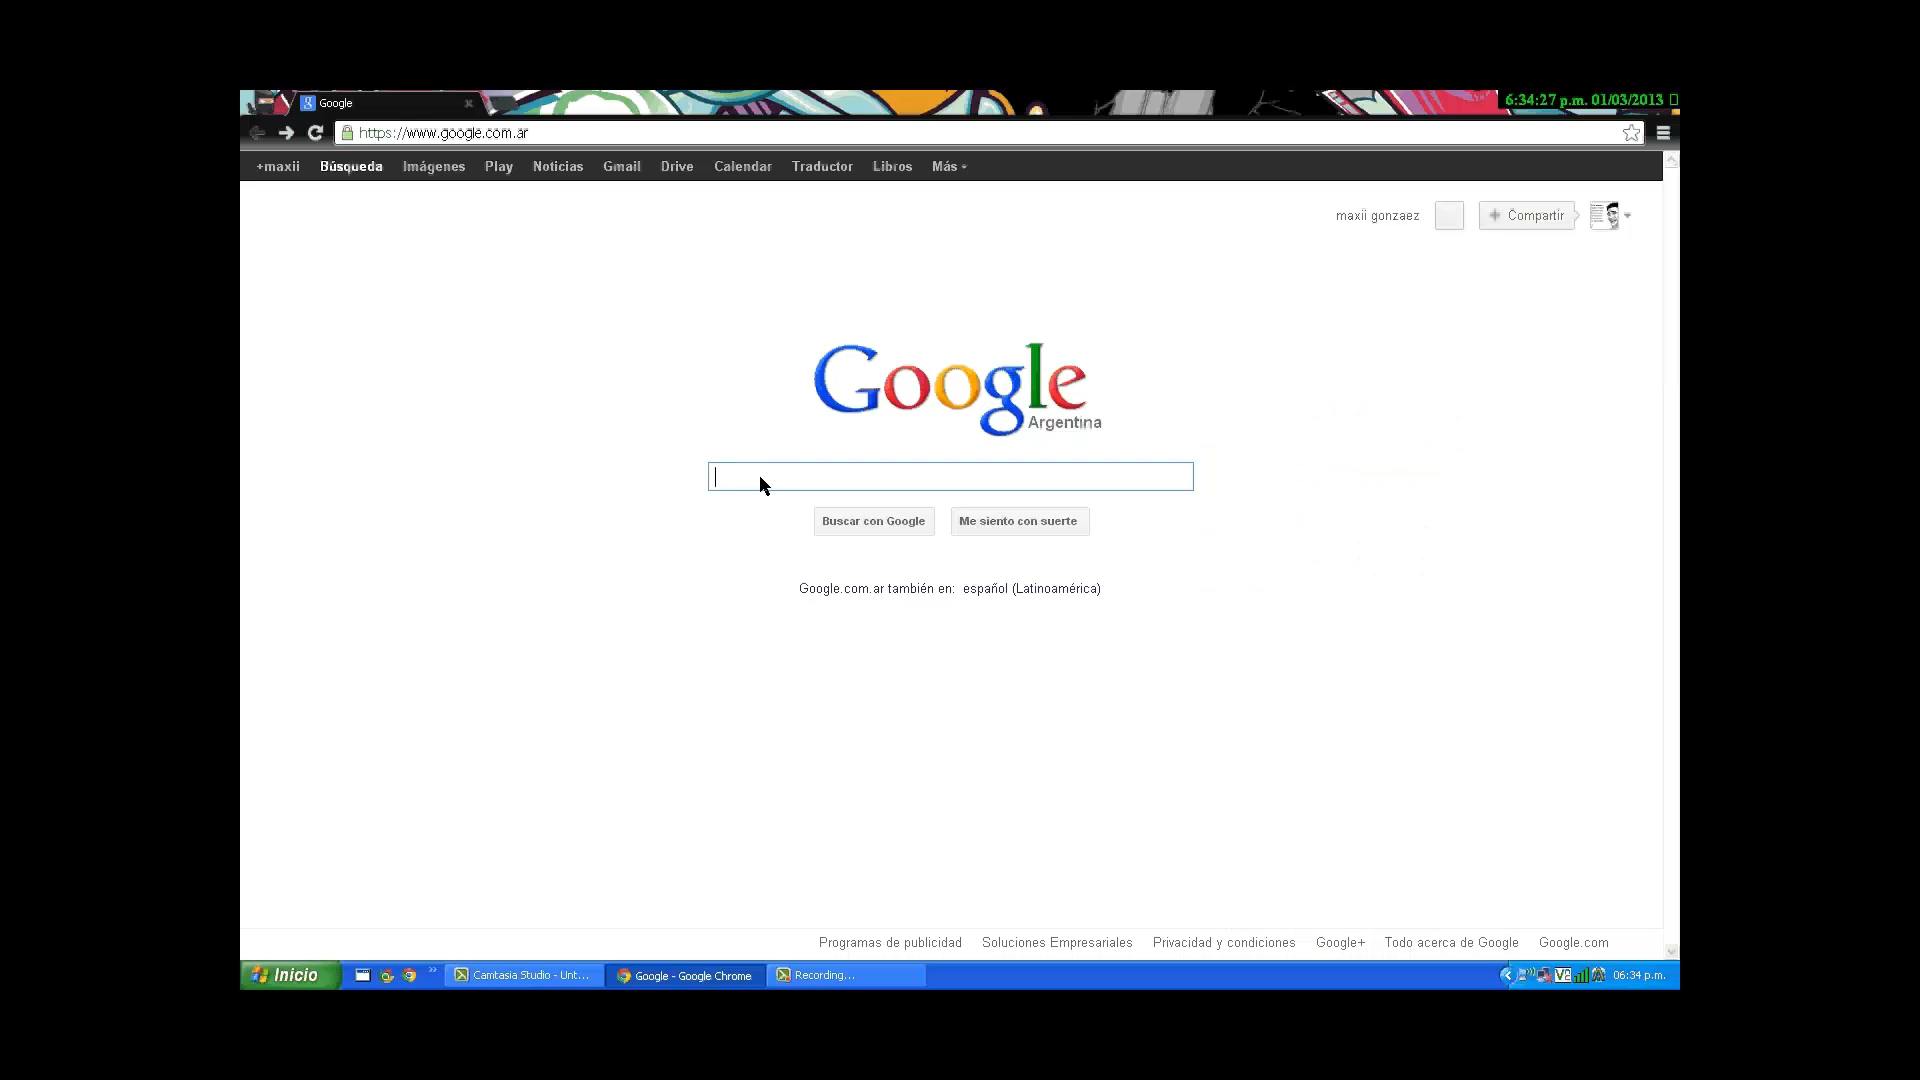 Google
6:34:27 p.m. 01/03/2013
https://www.google.com.ar
+maxii Búsqueda Imágenes Play Noticias Gmail Drive Calendar Traductor Libros Más
maxii gonzaez
+ Compartir
Google
Argentina
Buscar con Google Me siento con suerte
Google.com.ar también en: español (Latinoamérica)
Programas de publicidad Soluciones Empresariales Privacidad y condiciones Google+ Todo acerca de Google Google.com
Inicio Camtasia Studio - Unt... Google - Google Chrome Recording... 06:34 p.m.